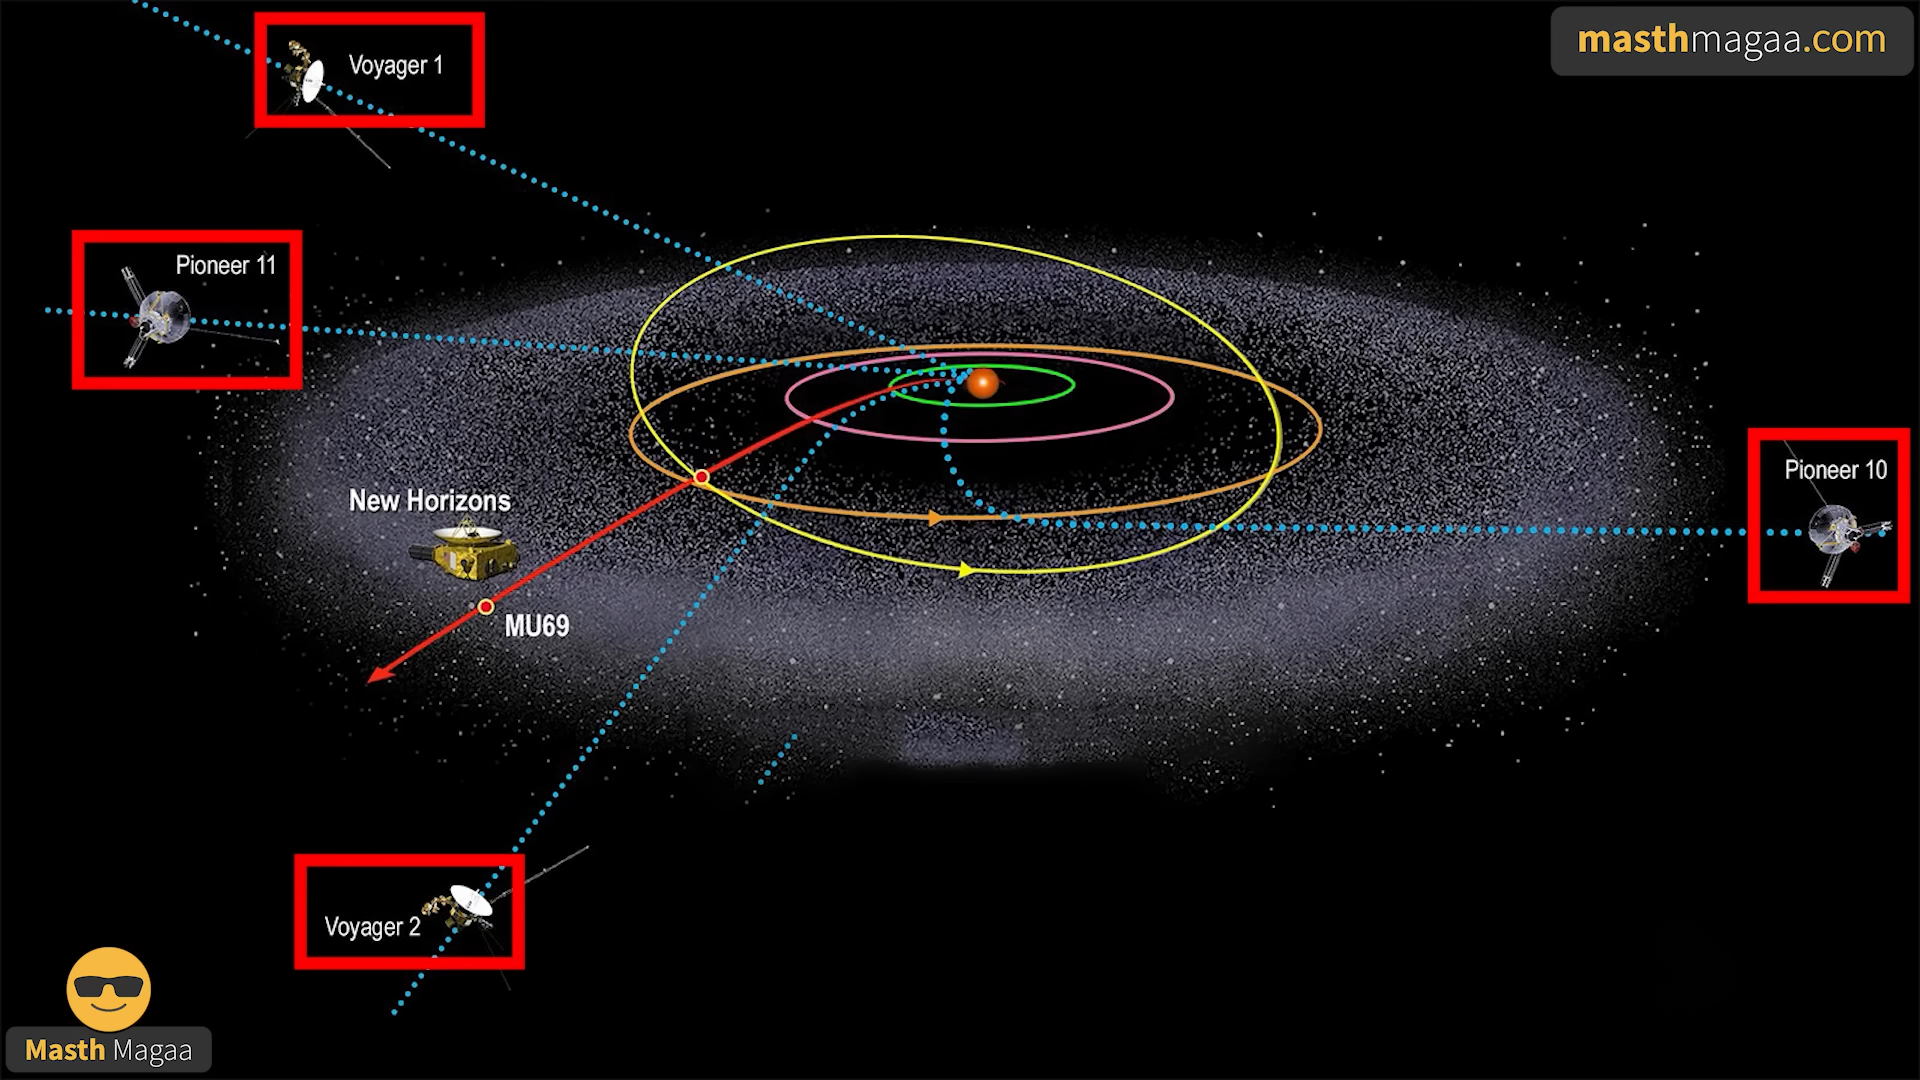 Voyager 1
masthmagaa.com
Pioneer 11
Pioneer 10
New Horizons
MU69
Voyager 2
Masth Magaa